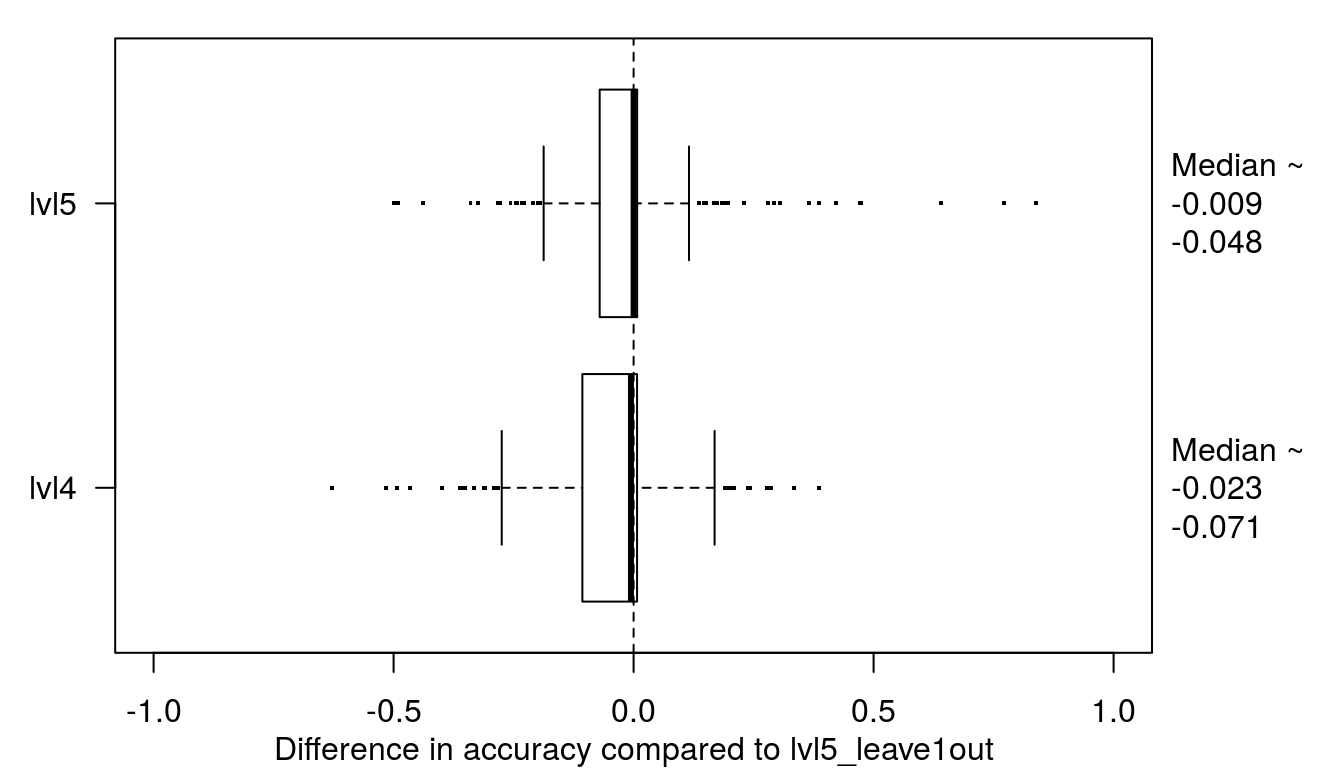 lvl5
Median ~
-0.009
-0.048
lvl4
Median ~
-0.023
-0.071
-1.0 -0.5 0.0 0.5 1.0
Difference in accuracy compared to lvl5_leave1out